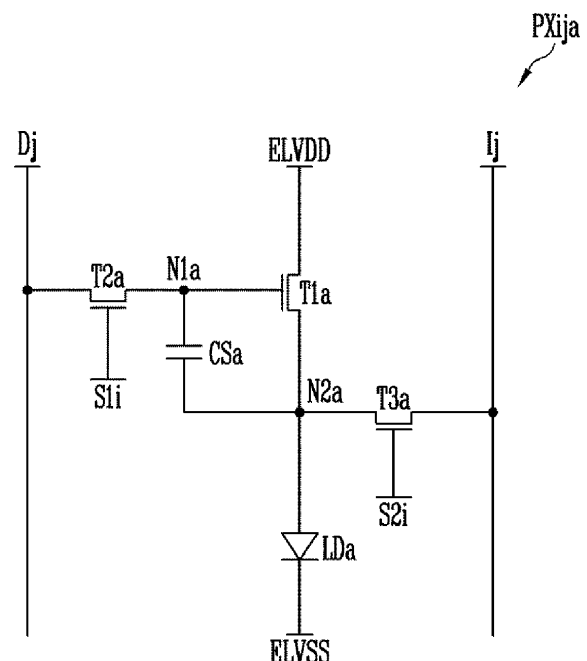 PXija
Dj
ELVDD
Ij
T2a
N1a
T1a
CSa
S1i
N2a
T3a
S2i
LDa
ELVSS